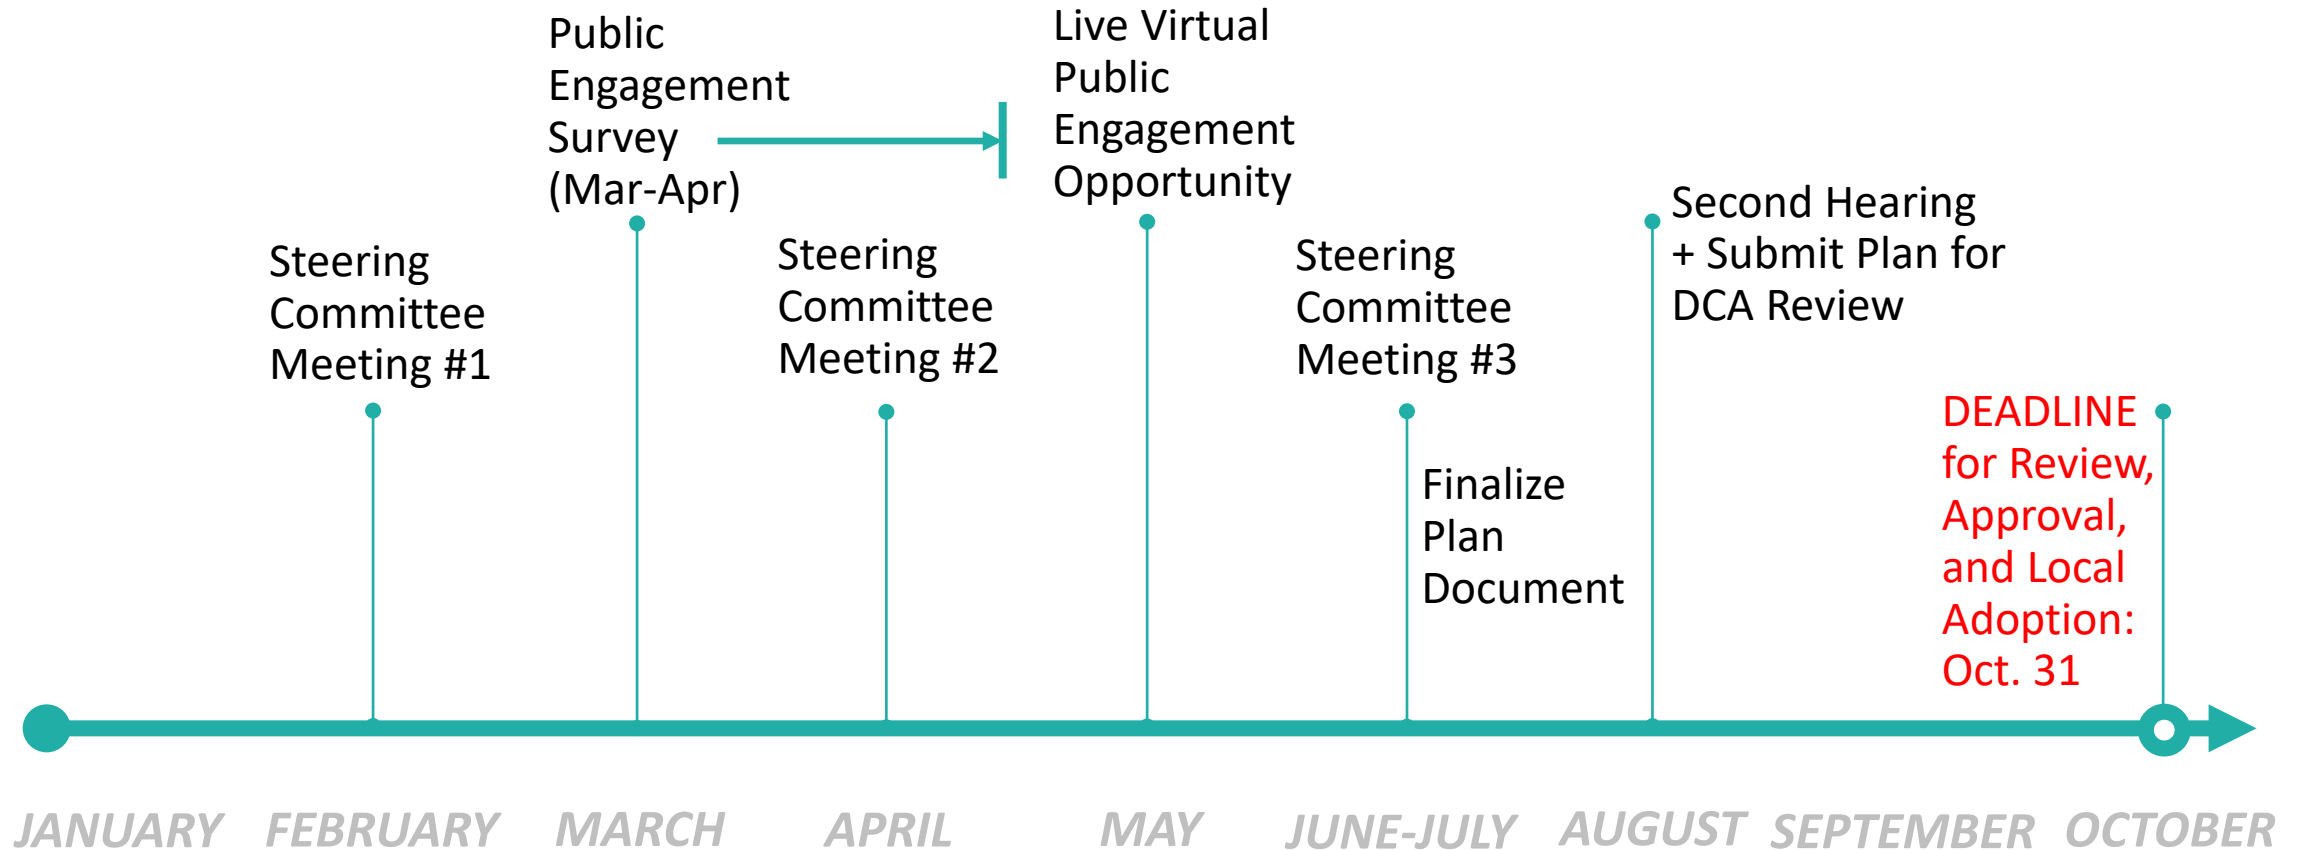 Public
Engagement
Survey
(Mar-Apr)
Live Virtual
Public
Engagement
Opportunity
Steering
Committee
Meeting #1
Steering
Committee
Meeting #2
Steering
Committee
Meeting #3
Second Hearing
+ Submit Plan for
DCA Review
Finalize
Plan
Document
DEADLINE
for Review,
Approval,
and Local
Adoption:
Oct. 31
JANUARY
FEBRUARY
MARCH
APRIL
MAY
JUNE-JULY
AUGUST
SEPTEMBER
OCTOBER